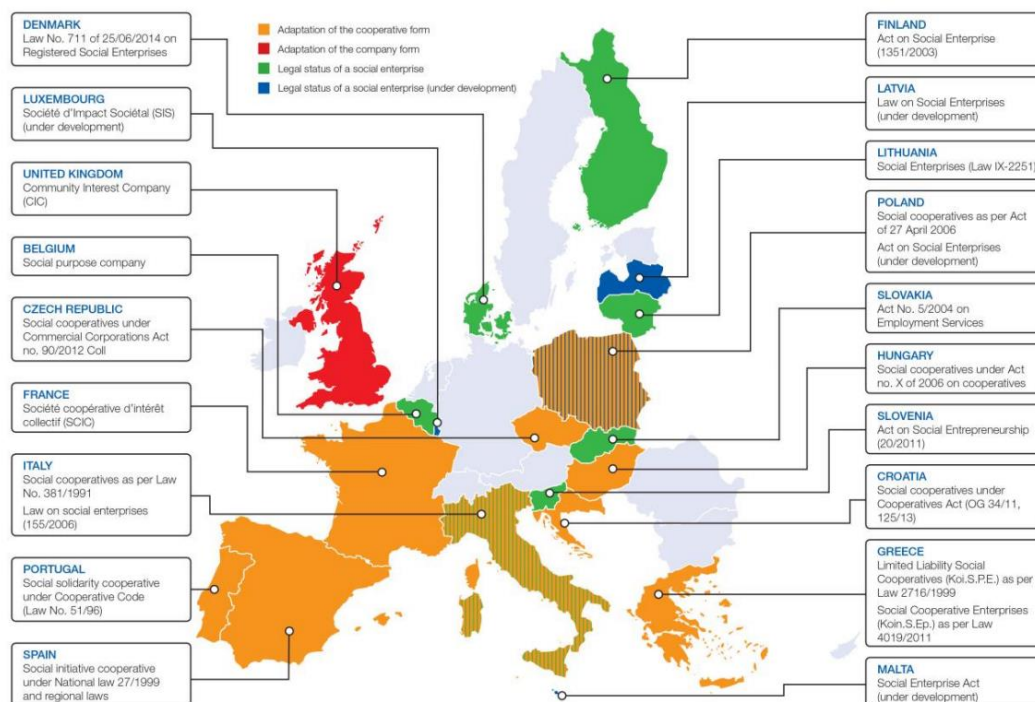 DENMARK
Law No. 711 of 25/06/2014 on
Registered Social Enterprises
LUXEMBOURG
Société d'Impact Sociétal (SIS)
(under development)
UNITED KINGDOM
Community Interest Company
(CIC)
BELGIUM
Social purpose company
CZECH REPUBLIC
Social cooperatives under
Commercial Corporations Act
no. 90/2012 Coll
FRANCE
Société coopérative d'intérêt
collectif (SCIC)
ITALY
Social cooperatives as per Law
No. 381/1991
Law on social enterprises
(155/2006)
PORTUGAL
Social solidarity cooperative
under Cooperative Code
(Law No. 51/96)
SPAIN
Social initiative cooperative
under National law 27/1999
and regional laws
Adaptation of the cooperative form
Adaptation of the company form
Legal status of a social enterprise
Legal status of a social enterprise (under development)
FINLAND
Act on Social Enterprise
(1351/2003)
LATVIA
Law on Social Enterprises
(under development)
LITHUANIA
Social Enterprises (Law IX-2251)
POLAND
Social cooperatives as per Act
of 27 April 2006
Act on Social Enterprises
(under development)
SLOVAKIA
Act No. 5/2004 on
Employment Services
HUNGARY
Social cooperatives under Act
no. X of 2006 on cooperatives
SLOVENIA
Act on Social Entrepreneurship
(20/2011)
CROATIA
Social cooperatives under
Cooperatives Act (OG 34/11,
125/13)
GREECE
Limited Liability Social
Cooperatives (Koi.S.P.E.) as per
Law 2716/1999
Social Cooperative Enterprises
(Koin.S.Ep.) as per Law
4019/2011
MALTA
Social Enterprise Act
(under development)